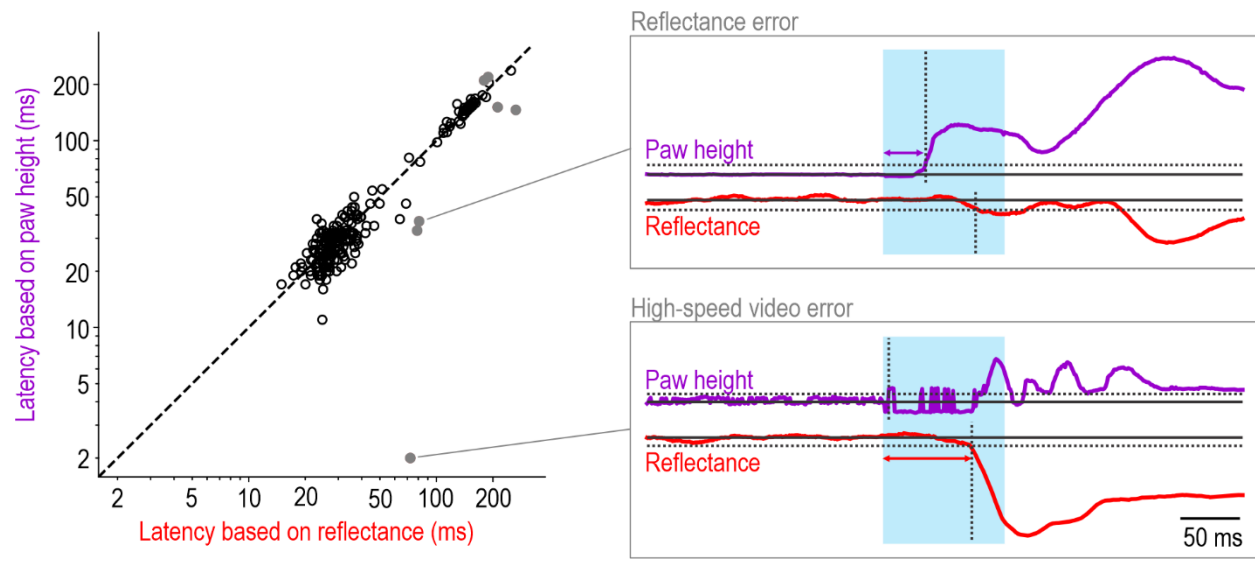 Latency based on paw height (ms)
200
100
50
20
10
5
2
2
5
10
20
50
100
200
Latency based on reflectance (ms)
Reflectance error
Paw height
Reflectance
High-speed video error
Paw height
Reflectance
50 ms